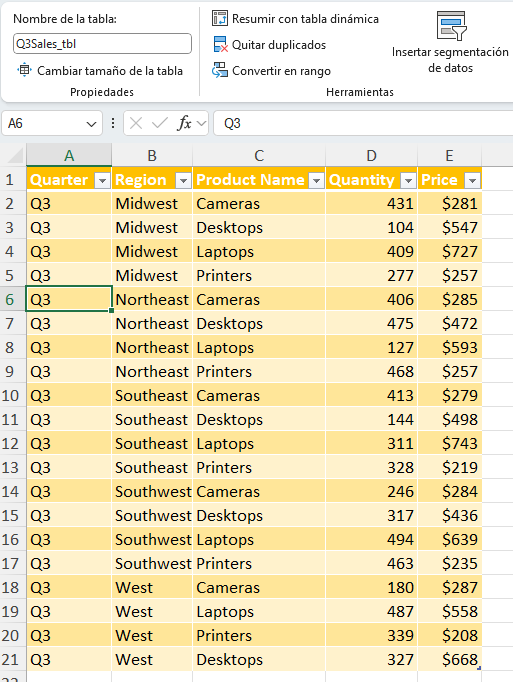 Nombre de la tabla:
Q3Sales_tbl
Cambiar tamaño de la tabla
Propiedades
Resumir con tabla dinámica
Quitar duplicados
Convertir en rango
Insertar segmentación
de datos
Herramientas
A6 fx Q3
A B C D E
1 Quarter Region Product Name Quantity Price
2 Q3 Midwest Cameras 431 $281
3 Q3 Midwest Desktops 104 $547
4 Q3 Midwest Laptops 409 $727
5 Q3 Midwest Printers 277 $257
6 Q3 Northeast Cameras 406 $285
7 Q3 Northeast Desktops 475 $472
8 Q3 Northeast Laptops 127 $593
9 Q3 Northeast Printers 468 $257
10 Q3 Southeast Cameras 413 $279
11 Q3 Southeast Desktops 144 $498
12 Q3 Southeast Laptops 311 $743
13 Q3 Southeast Printers 328 $219
14 Q3 Southwest Cameras 246 $284
15 Q3 Southwest Desktops 317 $436
16 Q3 Southwest Laptops 494 $639
17 Q3 Southwest Printers 463 $235
18 Q3 West Cameras 180 $287
19 Q3 West Laptops 487 $558
20 Q3 West Printers 339 $208
21 Q3 West Desktops 327 $668